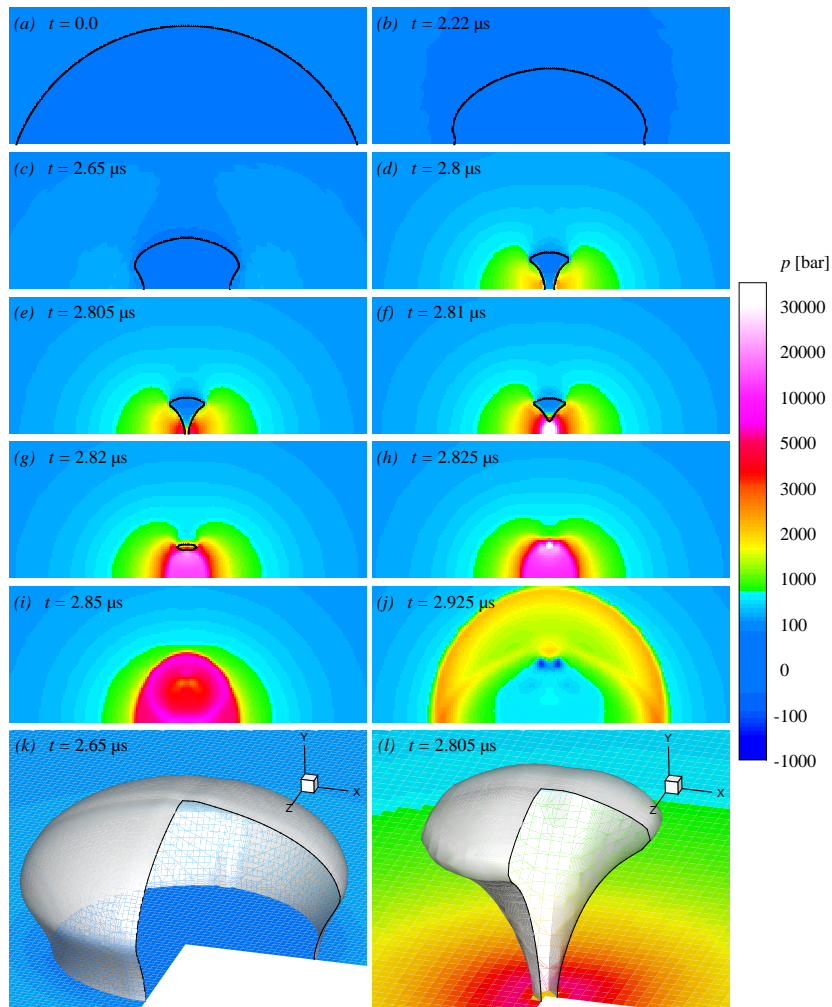 (a) t = 0.0
(b) t = 2.22 µs
(c) t = 2.65 µs
(d) t = 2.8 µs
(e) t = 2.805 µs
(f) t = 2.81 µs
(g) t = 2.82 µs
(h) t = 2.825 µs
(i) t = 2.85 µs
(j) t = 2.925 µs
(k) t = 2.65 µs
Y
X
Z
(l) t = 2.805 µs
Y
X
Z
p [bar]
30000
20000
10000
5000
3000
2000
1000
100
0
-100
-1000